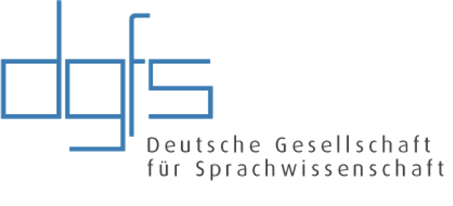 dgfs
Deutsche Gesellschaft
für Sprachwissenschaft